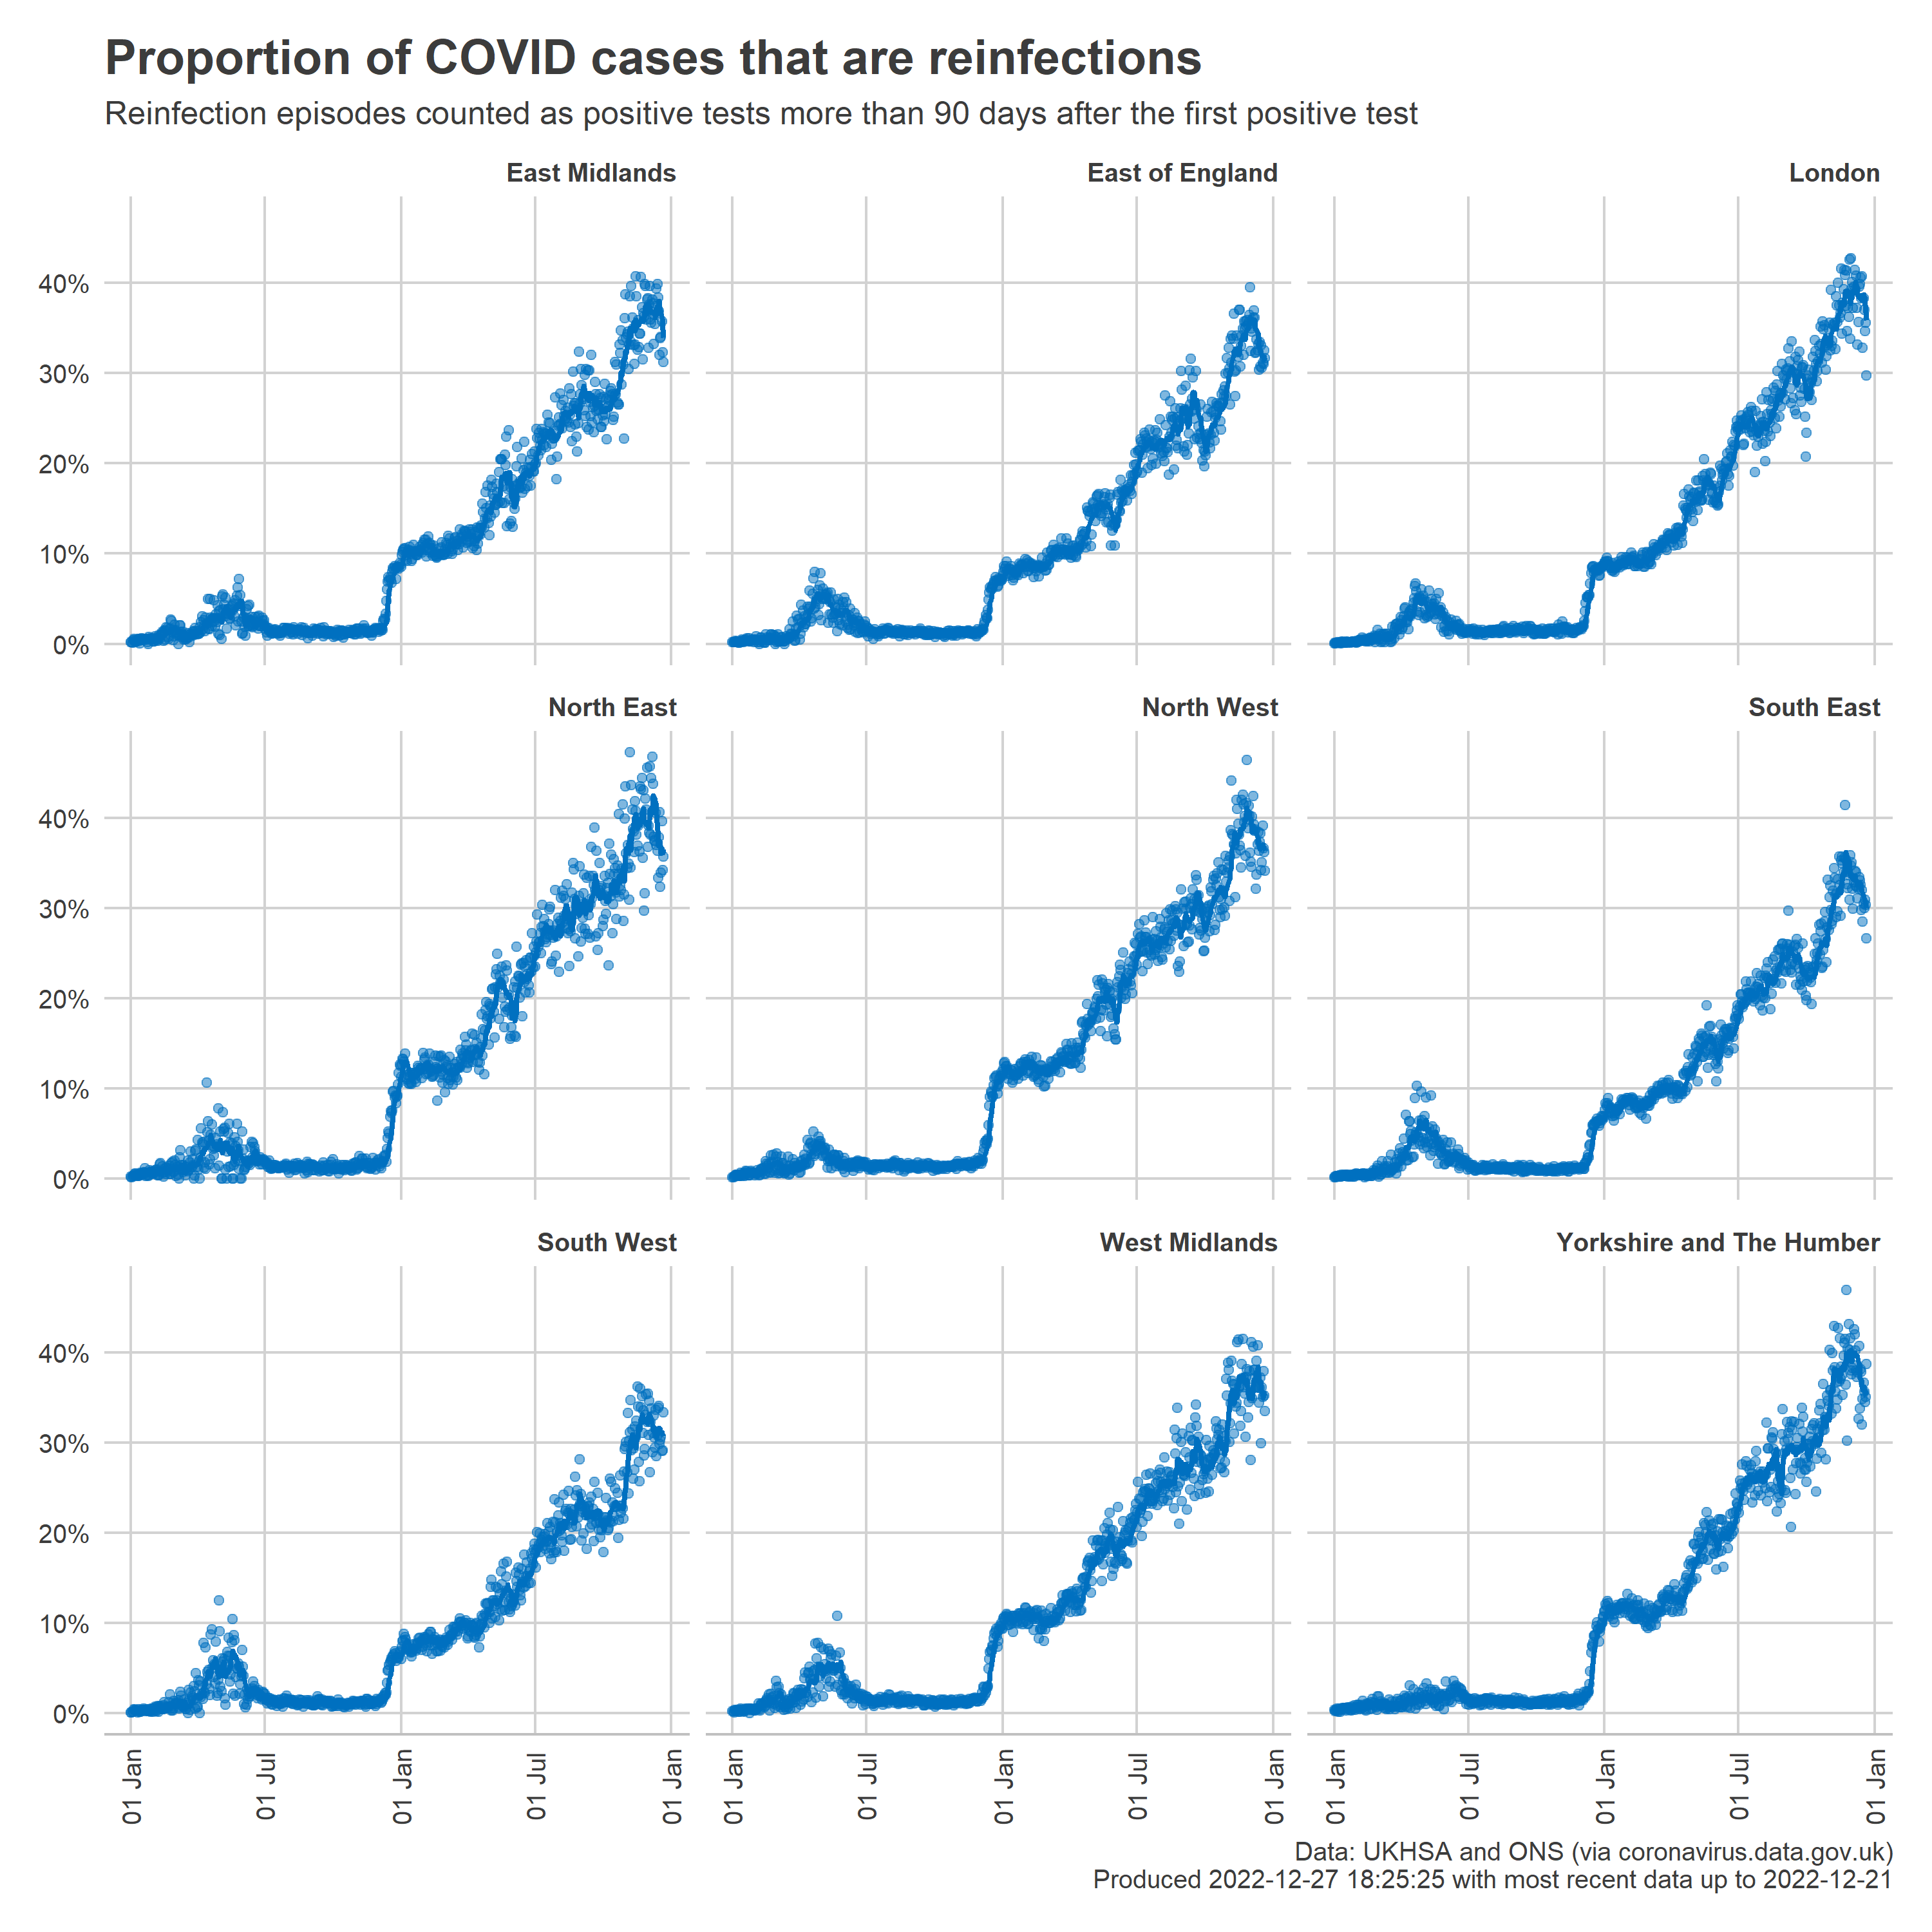 Proportion of COVID cases that are reinfections
Reinfection episodes counted as positive tests more than 90 days after the first positive test
East Midlands
East of England
London
40%
30%
20%
10%
0%
North East
North West
South East
40%
30%
20%
10%
0%
South West
West Midlands
Yorkshire and The Humber
40%
30%
20%
10%
0%
01 Jan
01 Jul
01 Jan
01 Jul
01 Jan
01 Jan
01 Jul
01 Jan
01 Jul
01 Jan
01 Jan
01 Jul
01 Jan
01 Jul
01 Jan
Data: UKHSA and ONS (via coronavirus.data.gov.uk)
Produced 2022-12-27 18:25:25 with most recent data up to 2022-12-21